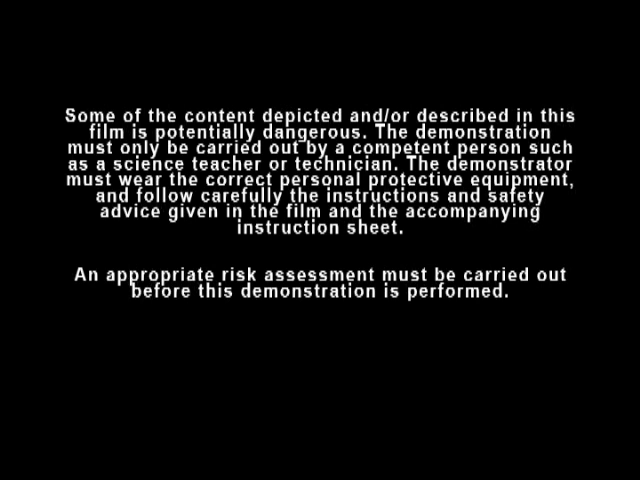 Some of the content depicted and/or described in this
film is potentially dangerous. The demonstration
must only be carried out by a competent person such
as a science teacher or technician. The demonstrator
must wear the correct personal protective equipment,
and follow carefully the instructions and safety
advice given in the film and the accompanying
instruction sheet.
An appropriate risk assessment must be carried out
before this demonstration is performed.